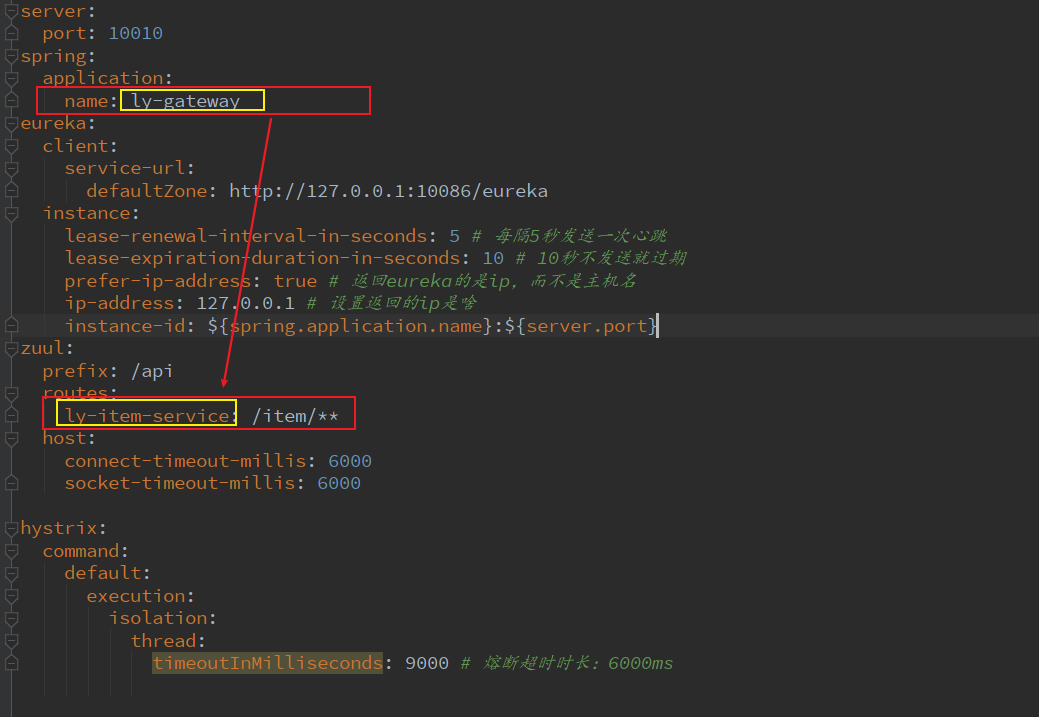 server:
  port: 10010
spring:
  application:
    name: ly-gateway
eureka:
  client:
    service-url:
      defaultZone: http://127.0.0.1:10086/eureka
  instance:
    lease-renewal-interval-in-seconds: 5 # 每隔5秒发送一次心跳
    lease-expiration-duration-in-seconds: 10 # 10秒不发送就过期
    prefer-ip-address: true # 返回eureka的是ip，而不是主机名
    ip-address: 127.0.0.1 # 设置返回的ip是啥
    instance-id: ${spring.application.name}:${server.port}
zuul:
  prefix: /api
  routes:
    ly-item-service: /item/**
  host:
    connect-timeout-millis: 6000
    socket-timeout-millis: 6000
hystrix:
  command:
    default:
      execution:
        isolation:
          thread:
            timeoutInMilliseconds: 9000 # 熔断超时时长：6000ms